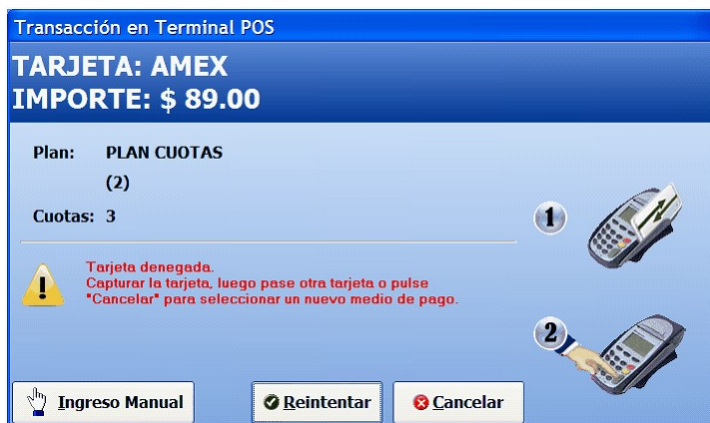 Transacción en Terminal POS
TARJETA: AMEX
IMPORTE: $ 89.00
Plan: PLAN CUOTAS
(2)
Cuotas: 3
1
Tarjeta denegada.
Capturar la tarjeta, luego pase otra tarjeta o pulse
"Cancelar" para seleccionar un nuevo medio de pago.
2
Ingreso Manual
Reintentar
Cancelar